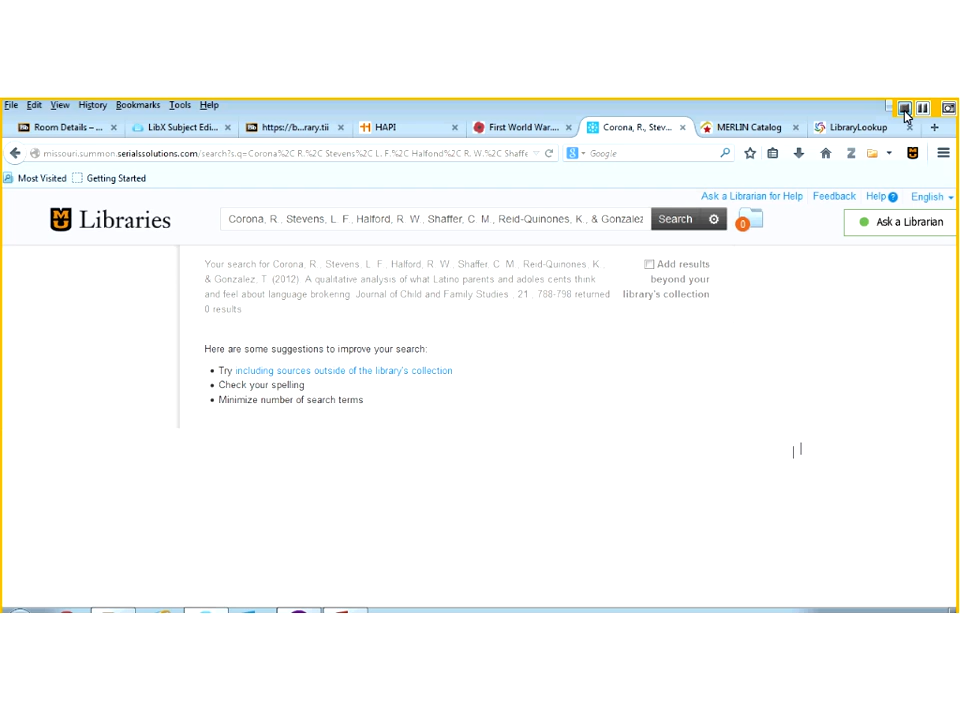 File Edit View History Bookmarks Tools Help
Room Details – ... LibX Subject Edi... https://b...rary.tii HAPI First World War.... Corona, R., Stev... MERLIN Catalog LibraryLookup
missouri.summon.serialssolutions.com/search?s.q=Corona%2C R.%2C Stevens%2C L. F.%2C Halfond%2C R. W.%2C Shaffe Google
Most Visited Getting Started
Ask a Librarian for Help Feedback Help ? English
MU Libraries Corona, R., Stevens, L. F., Halford, R. W., Shaffer, C. M., Reid-Quinones, K., & Gonzalez Search 0 Ask a Librarian
Your search for Corona, R., Stevens, L. F., Halford, R. W., Shaffer, C. M., Reid-Quinones, K., Add results
& Gonzalez, T. (2012). A qualitative analysis of what Latino parents and adoles cents think beyond your
and feel about language brokering. Journal of Child and Family Studies , 21 , 788-798 returned library's collection
0 results
Here are some suggestions to improve your search:
• Try including sources outside of the library's collection
• Check your spelling
• Minimize number of search terms